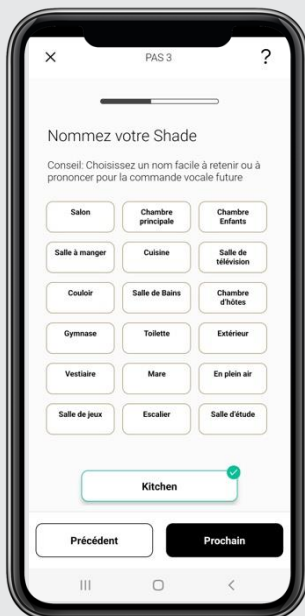 PAS 3
?
Nommez votre Shade
Conseil: Choisissez un nom facile à retenir ou à
prononcer pour la commande vocale future
Salon
Chambre
principale
Chambre
Enfants
Salle à manger
Cuisine
Salle de
télévision
Couloir
Salle de Bains
Chambre
d'hôtes
Gymnase
Toilette
Extérieur
Vestiaire
Mare
En plein air
Salle de jeux
Escalier
Salle d'étude
Kitchen
Précédent
Prochain